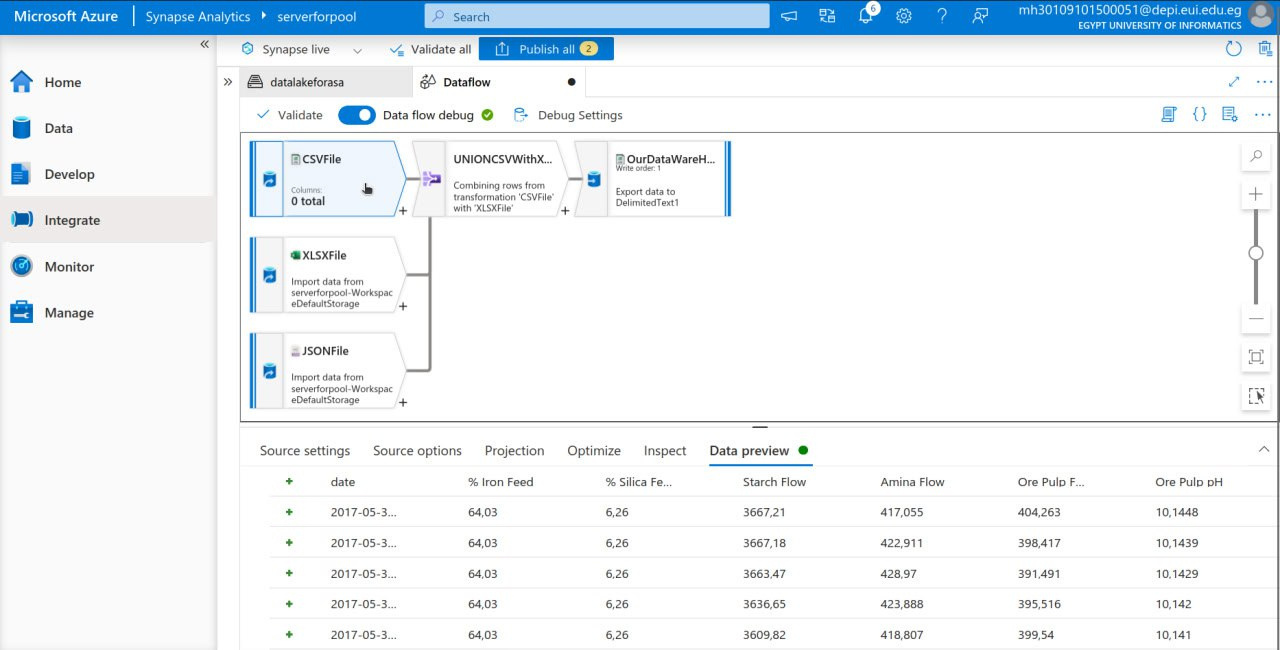 Microsoft Azure Synapse Analytics serverforpool Search 6 mh30109101500051@depi.eui.edu.eg
EGYPT UNIVERSITY OF INFORMATICS
Home
Data
Develop
Integrate
Monitor
Manage
Synapse live Validate all Publish all 2
datalakeforasa Dataflow
Validate Data flow debug Debug Settings
CSVFile
Columns:
0 total
UNIONCSVWithX...
Combining rows from
transformation 'CSVFile'
with 'XLSXFile'
OurDataWareH...
Write order: 1
Export data to
DelimitedText1
XLSXFile
Import data from
serverforpool-Workspac
eDefaultStorage
JSONFile
Import data from
serverforpool-Workspac
eDefaultStorage
Source settings Source options Projection Optimize Inspect Data preview
date % Iron Feed % Silica Fe... Starch Flow Amina Flow Ore Pulp F... Ore Pulp pH
2017-05-3... 64,03 6,26 3667,21 417,055 404,263 10,1448
2017-05-3... 64,03 6,26 3667,18 422,911 398,417 10,1439
2017-05-3... 64,03 6,26 3663,47 428,97 391,491 10,1429
2017-05-3... 64,03 6,26 3636,65 423,888 395,516 10,142
2017-05-3... 64,03 6,26 3609,82 418,807 399,54 10,141